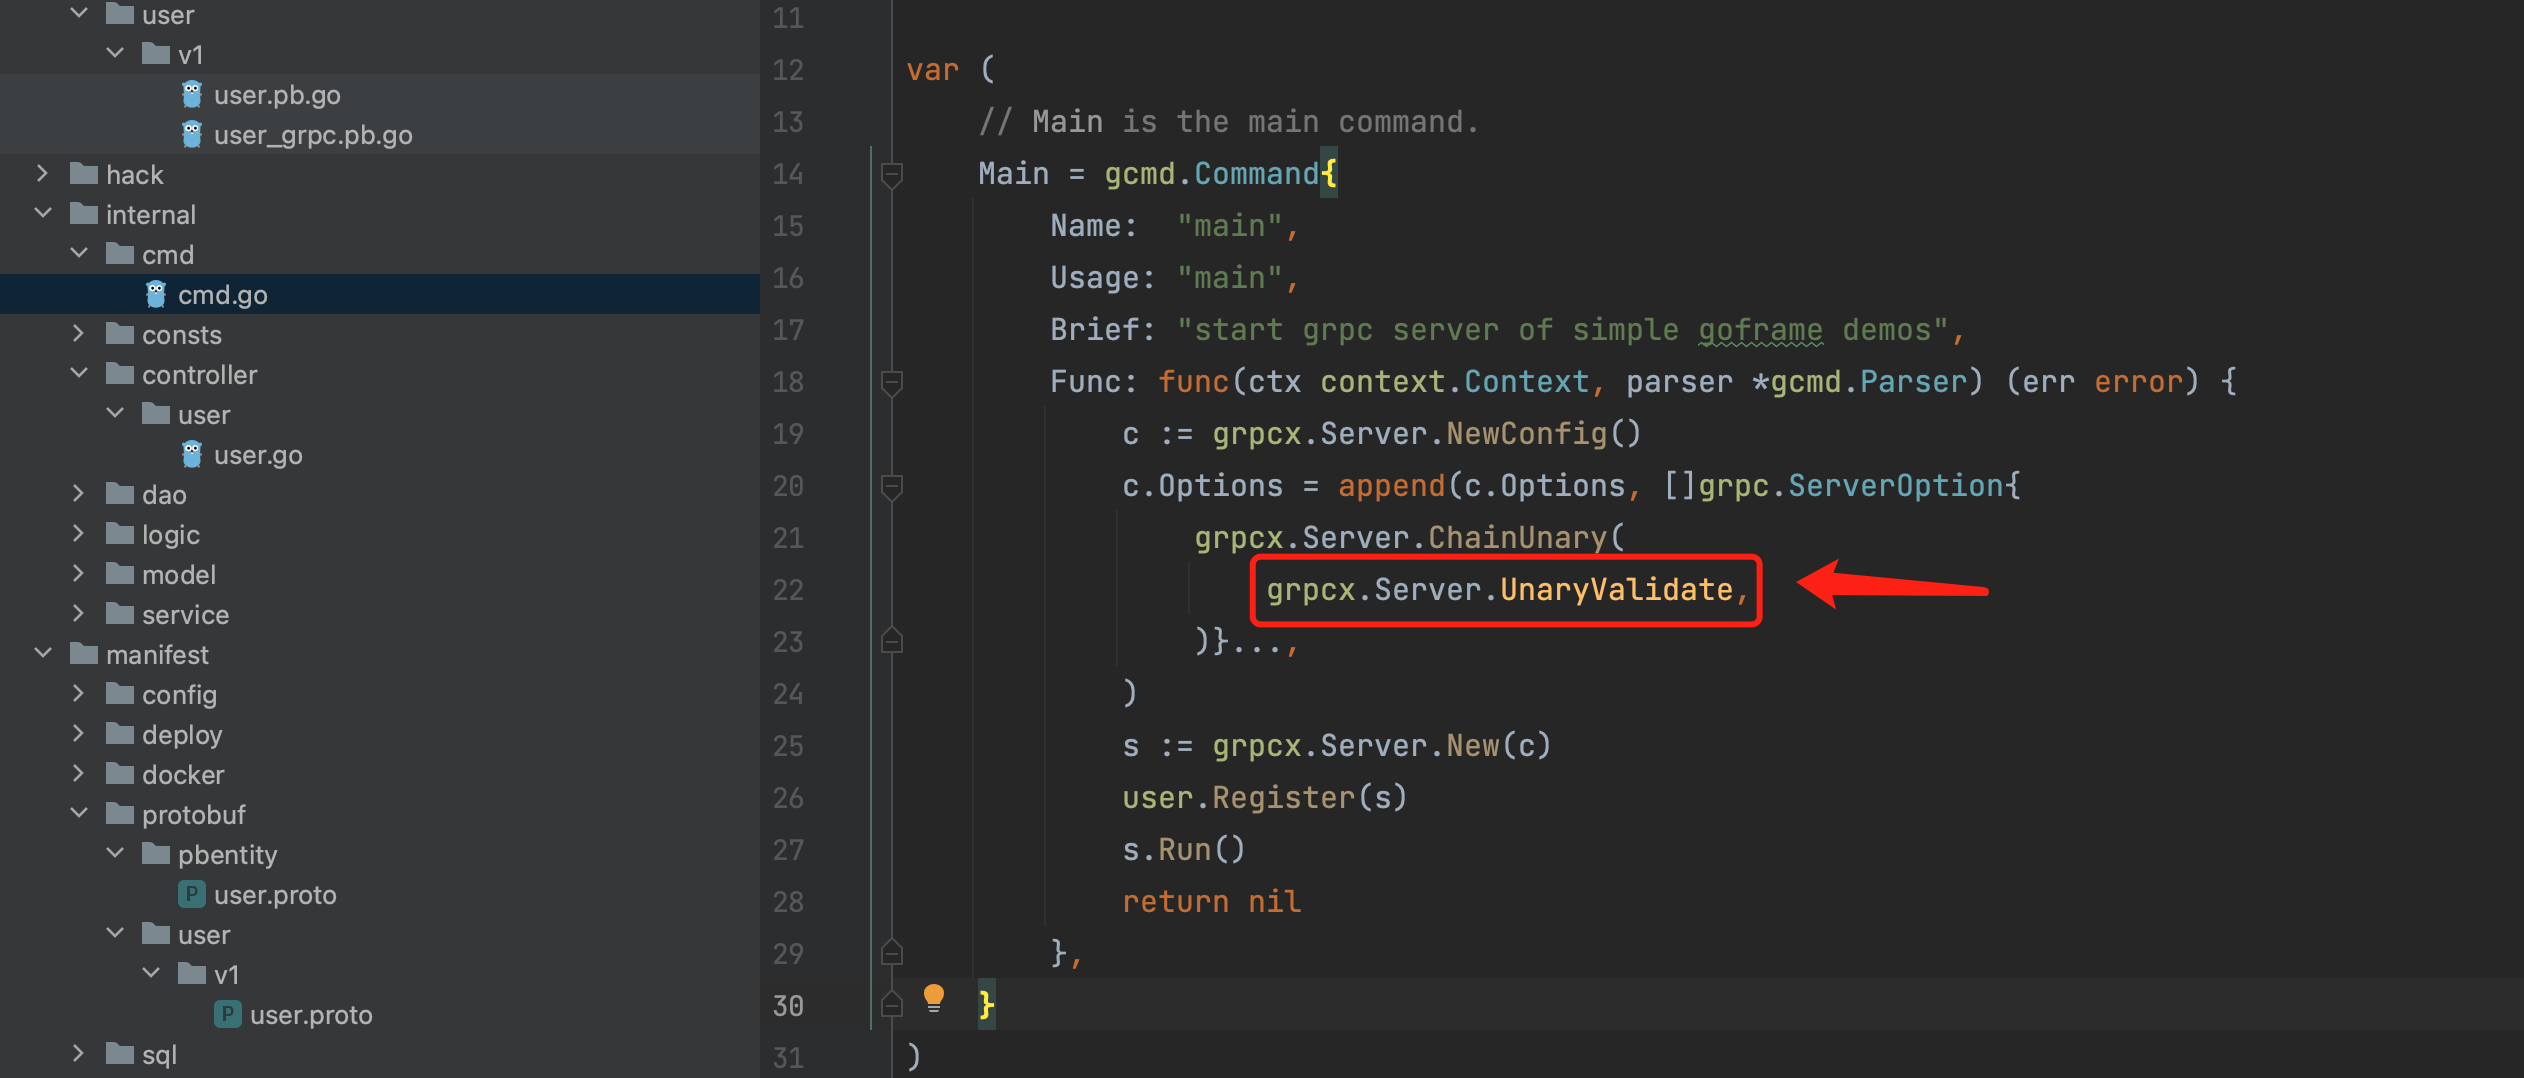 user
v1
user.pb.go
user_grpc.pb.go
hack
internal
cmd
cmd.go
consts
controller
user
user.go
dao
logic
model
service
manifest
config
deploy
docker
protobuf
pbentity
P user.proto
user
v1
P user.proto
sql
11
12 var (
13 // Main is the main command.
14 Main = gcmd.Command{
15 Name:  "main",
16 Usage: "main",
17 Brief: "start grpc server of simple goframe demos",
18 Func: func(ctx context.Context, parser *gcmd.Parser) (err error) {
19 c := grpcx.Server.NewConfig()
20 c.Options = append(c.Options, []grpc.ServerOption{
21 grpcx.Server.ChainUnary(
22 grpcx.Server.UnaryValidate,
23 )}...,
24 )
25 s := grpcx.Server.New(c)
26 user.Register(s)
27 s.Run()
28 return nil
29 },
30 }
31 )